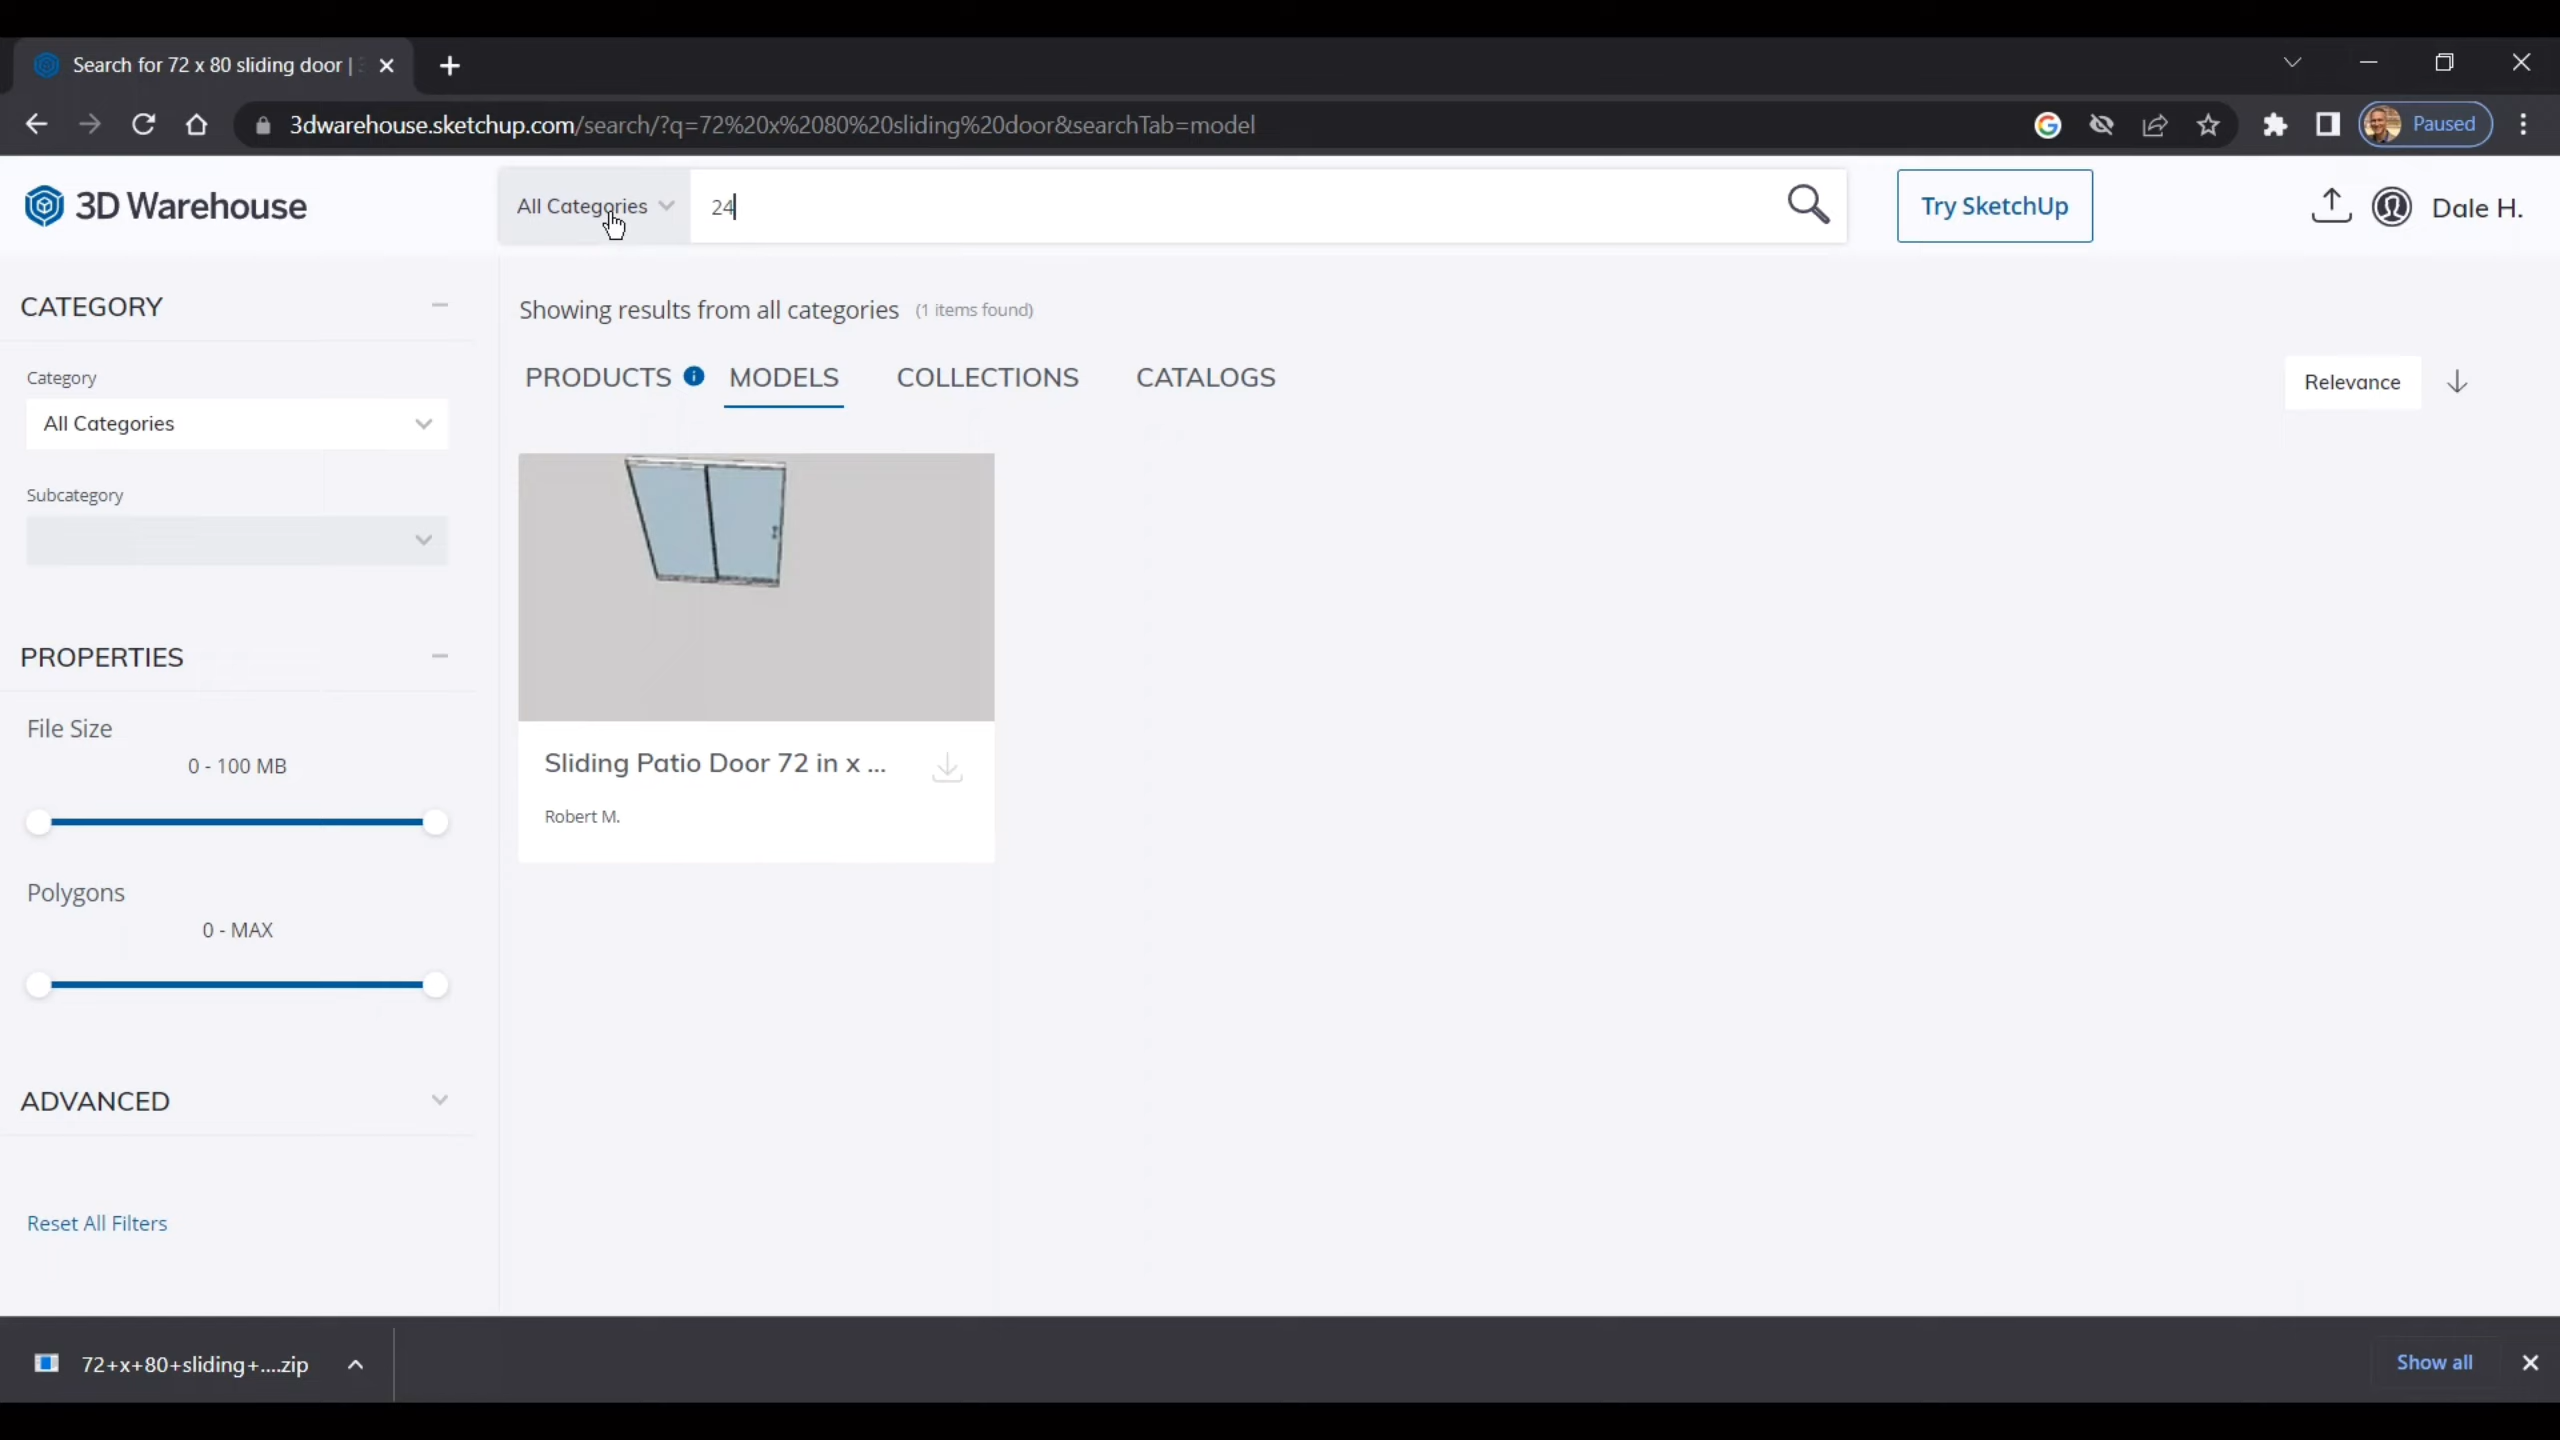 Search for 72 x 80 sliding door |
3dwarehouse.sketchup.com/search/?q=72%20x%2080%20sliding%20door&searchTab=model
Paused
3D Warehouse
All Categories
24
Try SketchUp
Dale H.
CATEGORY
Category
All Categories
Subcategory
PROPERTIES
File Size
0 - 100 MB
Polygons
0 - MAX
ADVANCED
Reset All Filters
Showing results from all categories (1 items found)
PRODUCTS i MODELS COLLECTIONS CATALOGS
Relevance
Sliding Patio Door 72 in x ...
Robert M.
72+x+80+sliding+....zip
Show all